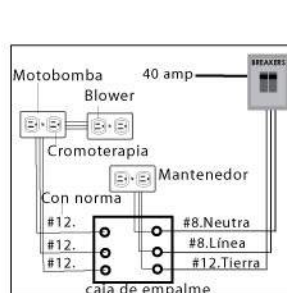 BREAKERS
40 amp
Motobomba
Blower
Cromoterapia
Mantenedor
Con norma
#12.
#8.Neutra
#12.
#8.Línea
#12.
#12.Tierra
caja de empalme